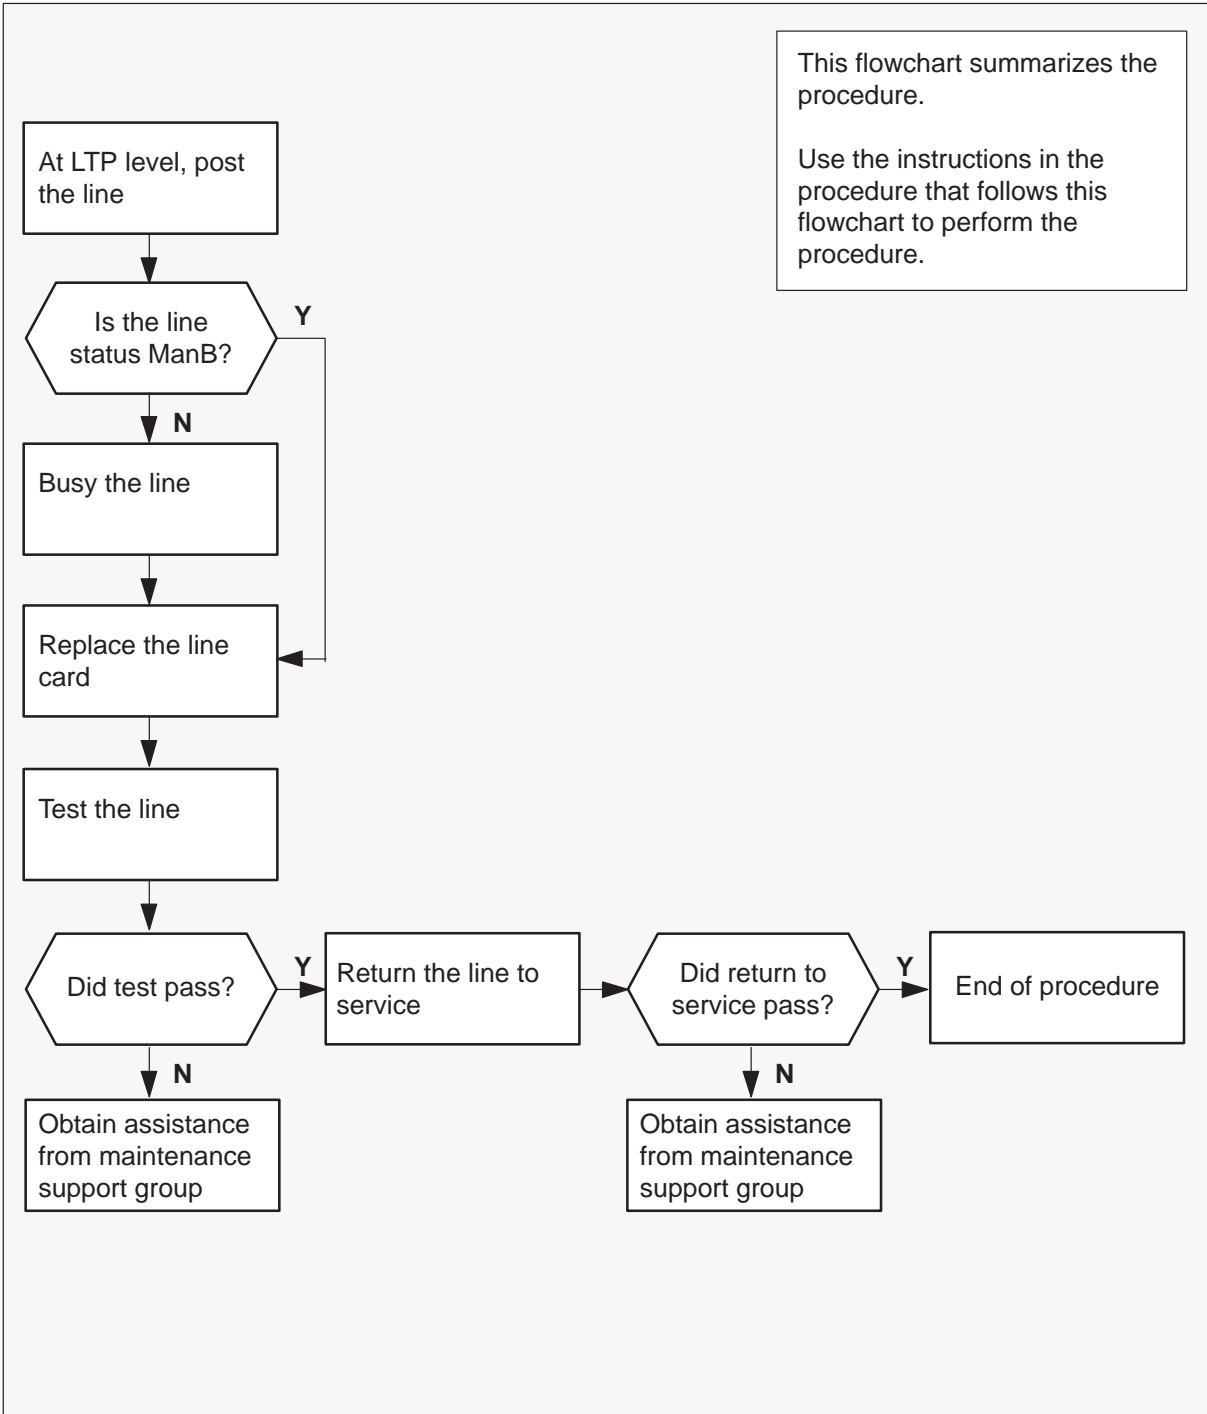 This flowchart summarizes the
procedure.
Use the instructions in the
procedure that follows this
flowchart to perform the
procedure.
At LTP level, post
the line
Is the line
status ManB?
Y
N
Busy the line
Replace the line
card
Test the line
Did test pass?
Y
Return the line to
service
Did return to
service pass?
Y
End of procedure
N
Obtain assistance
from maintenance
support group
N
Obtain assistance
from maintenance
support group